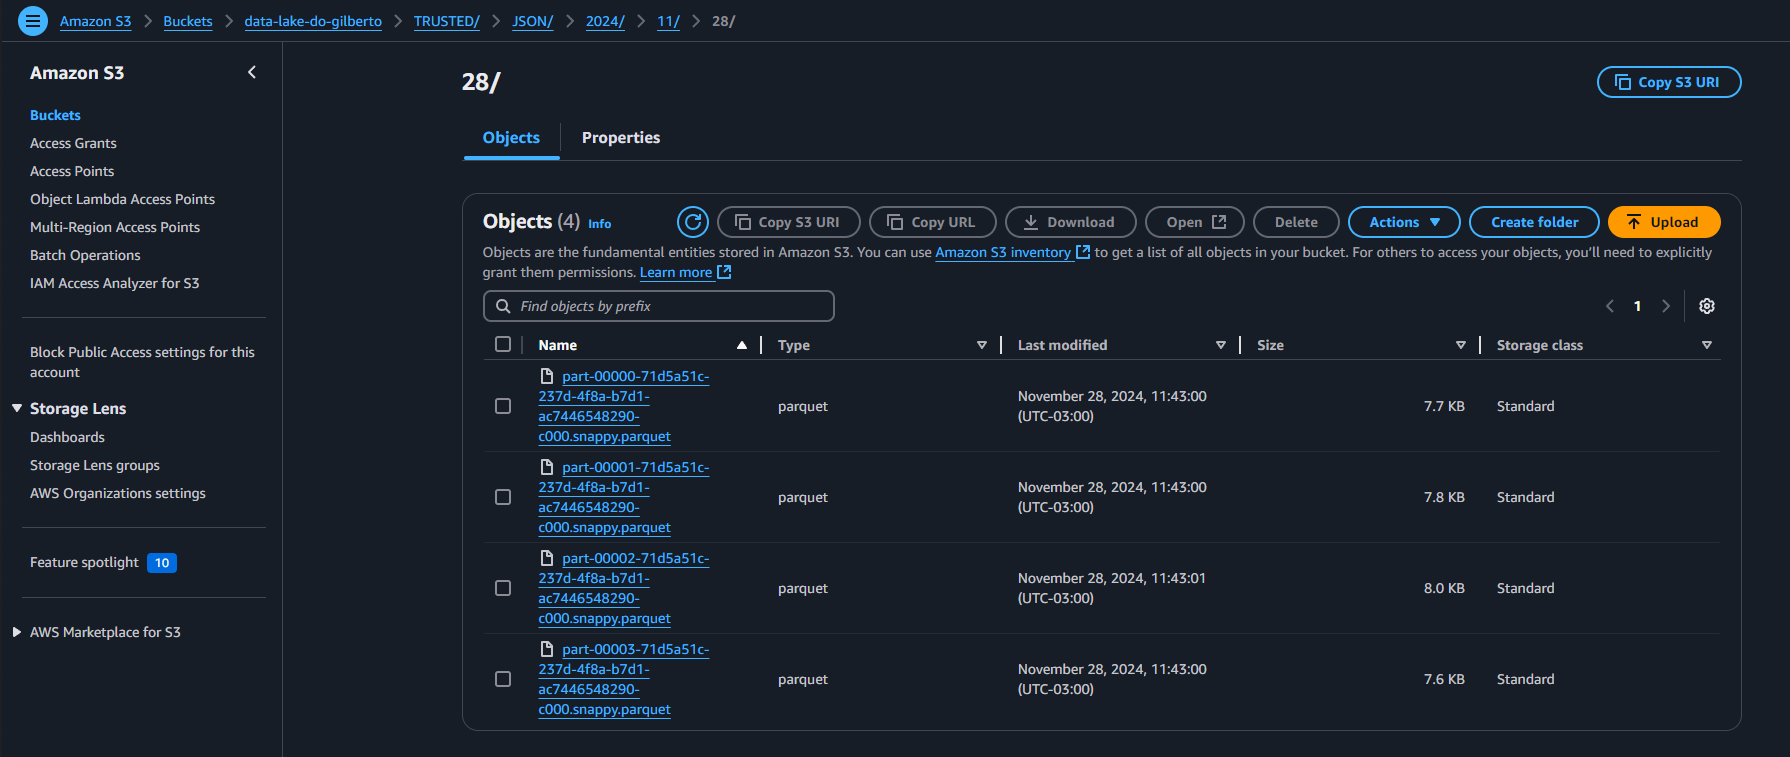 Amazon S3 > Buckets > data-lake-do-gilberto > TRUSTED/ > JSON/ > 2024/ > 11/ > 28/
Amazon S3
Buckets
Access Grants
Access Points
Object Lambda Access Points
Multi-Region Access Points
Batch Operations
IAM Access Analyzer for S3
Block Public Access settings for this
account
Storage Lens
Dashboards
Storage Lens groups
AWS Organizations settings
Feature spotlight 10
AWS Marketplace for S3
28/
Copy S3 URI
Objects Properties
Objects (4) Info
Copy S3 URI Copy URL Download Open Delete Actions Create folder Upload
Objects are the fundamental entities stored in Amazon S3. You can use Amazon S3 inventory to get a list of all objects in your bucket. For others to access your objects, you'll need to explicitly
grant them permissions. Learn more
Find objects by prefix
1
Name Type Last modified Size Storage class
part-00000-71d5a51c-
237d-4f8a-b7d1-
ac7446548290-
c000.snappy.parquet
parquet
November 28, 2024, 11:43:00
(UTC-03:00)
7.7 KB
Standard
part-00001-71d5a51c-
237d-4f8a-b7d1-
ac7446548290-
c000.snappy.parquet
parquet
November 28, 2024, 11:43:00
(UTC-03:00)
7.8 KB
Standard
part-00002-71d5a51c-
237d-4f8a-b7d1-
ac7446548290-
c000.snappy.parquet
parquet
November 28, 2024, 11:43:01
(UTC-03:00)
8.0 KB
Standard
part-00003-71d5a51c-
237d-4f8a-b7d1-
ac7446548290-
c000.snappy.parquet
parquet
November 28, 2024, 11:43:00
(UTC-03:00)
7.6 KB
Standard